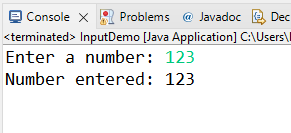 Console Problems @ Javadoc Dec
<terminated> InputDemo [Java Application] C:\Users\
Enter a number: 123
Number entered: 123